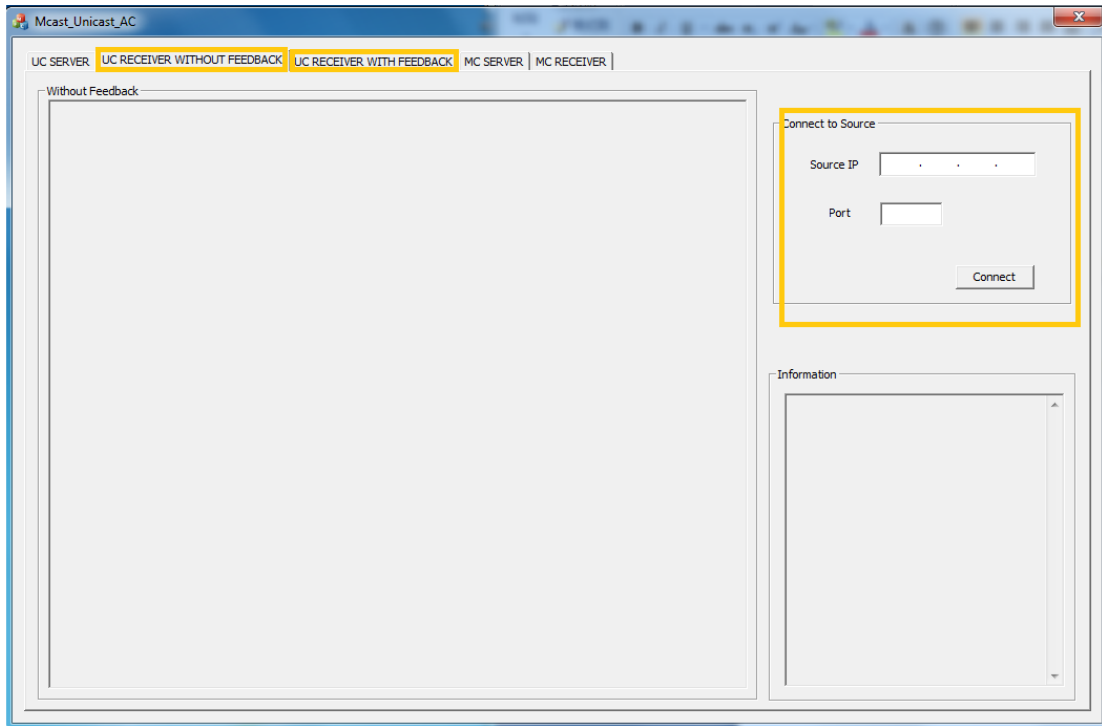 Mcast_Unicast_AC
UC SERVER UC RECEIVER WITHOUT FEEDBACK UC RECEIVER WITH FEEDBACK MC SERVER MC RECEIVER
Without Feedback
Connect to Source
Source IP . . .
Port
Connect
Information